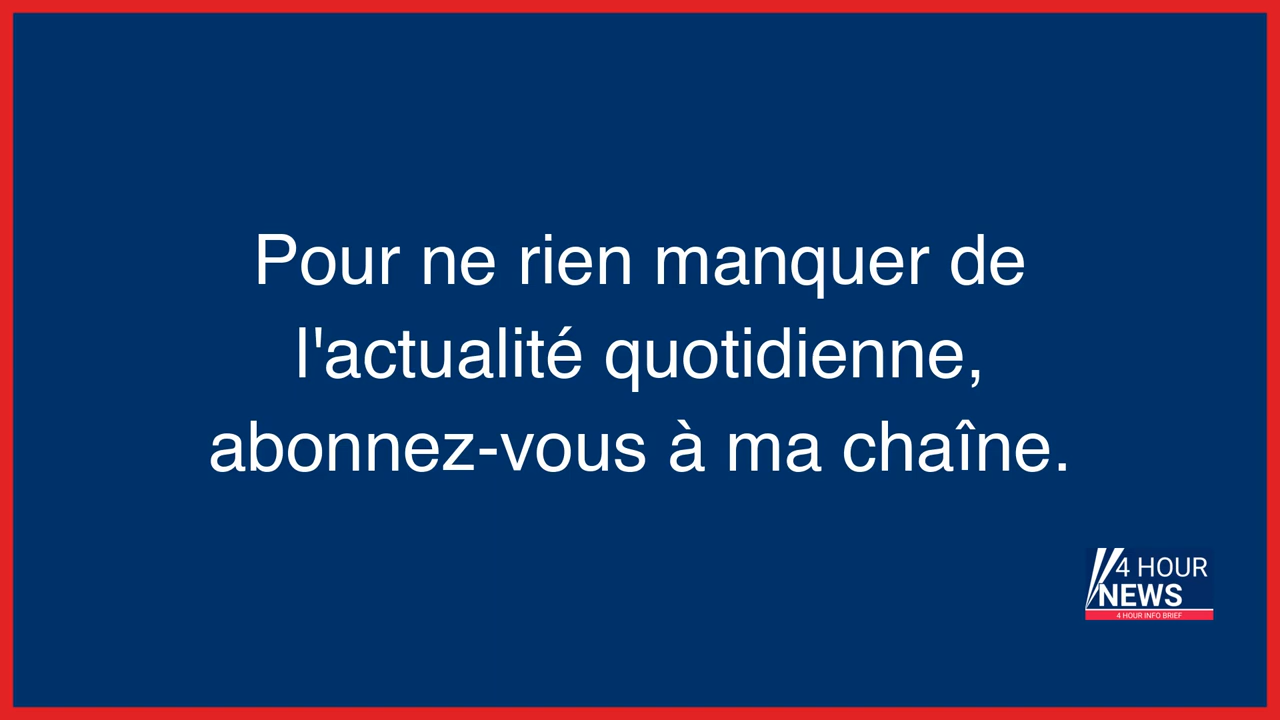 Pour ne rien manquer de
l'actualité quotidienne,
abonnez-vous à ma chaîne.
4 HOUR
NEWS
4 HOUR INFO BRIEF